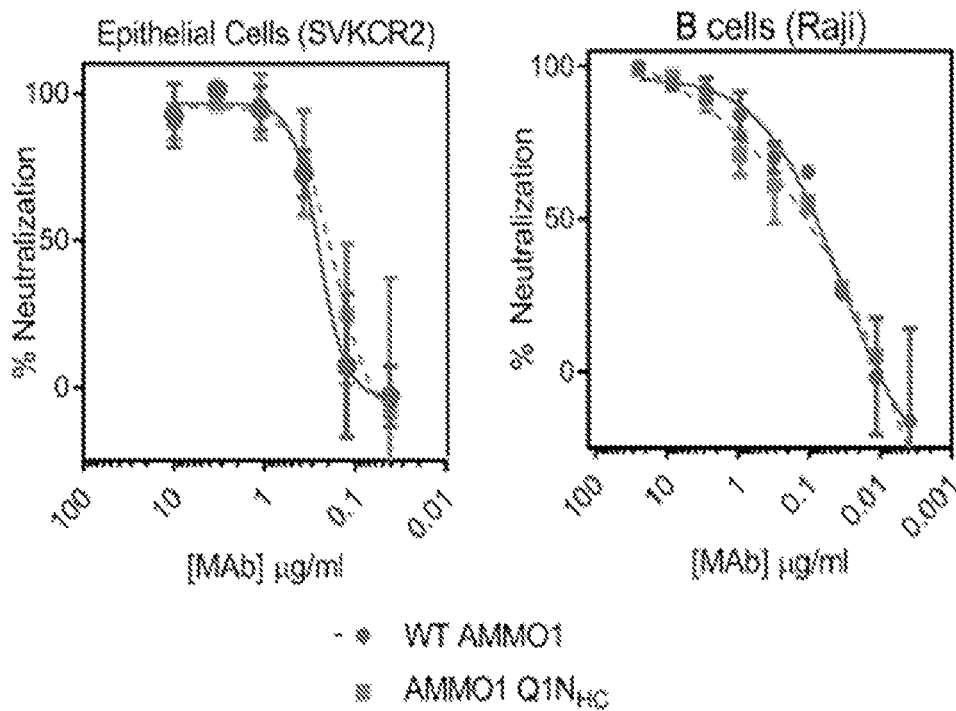 Epithelial Cells (SVKCR2)
% Neutralization
100
50
0
100
10
1
0.1
0.01
[MAb] µg/ml
B cells (Raji)
% Neutralization
100
50
0
100
10
1
0.1
0.01
0.001
[MAb] µg/ml
WT AMMO1
AMMO1 Q1N_HC